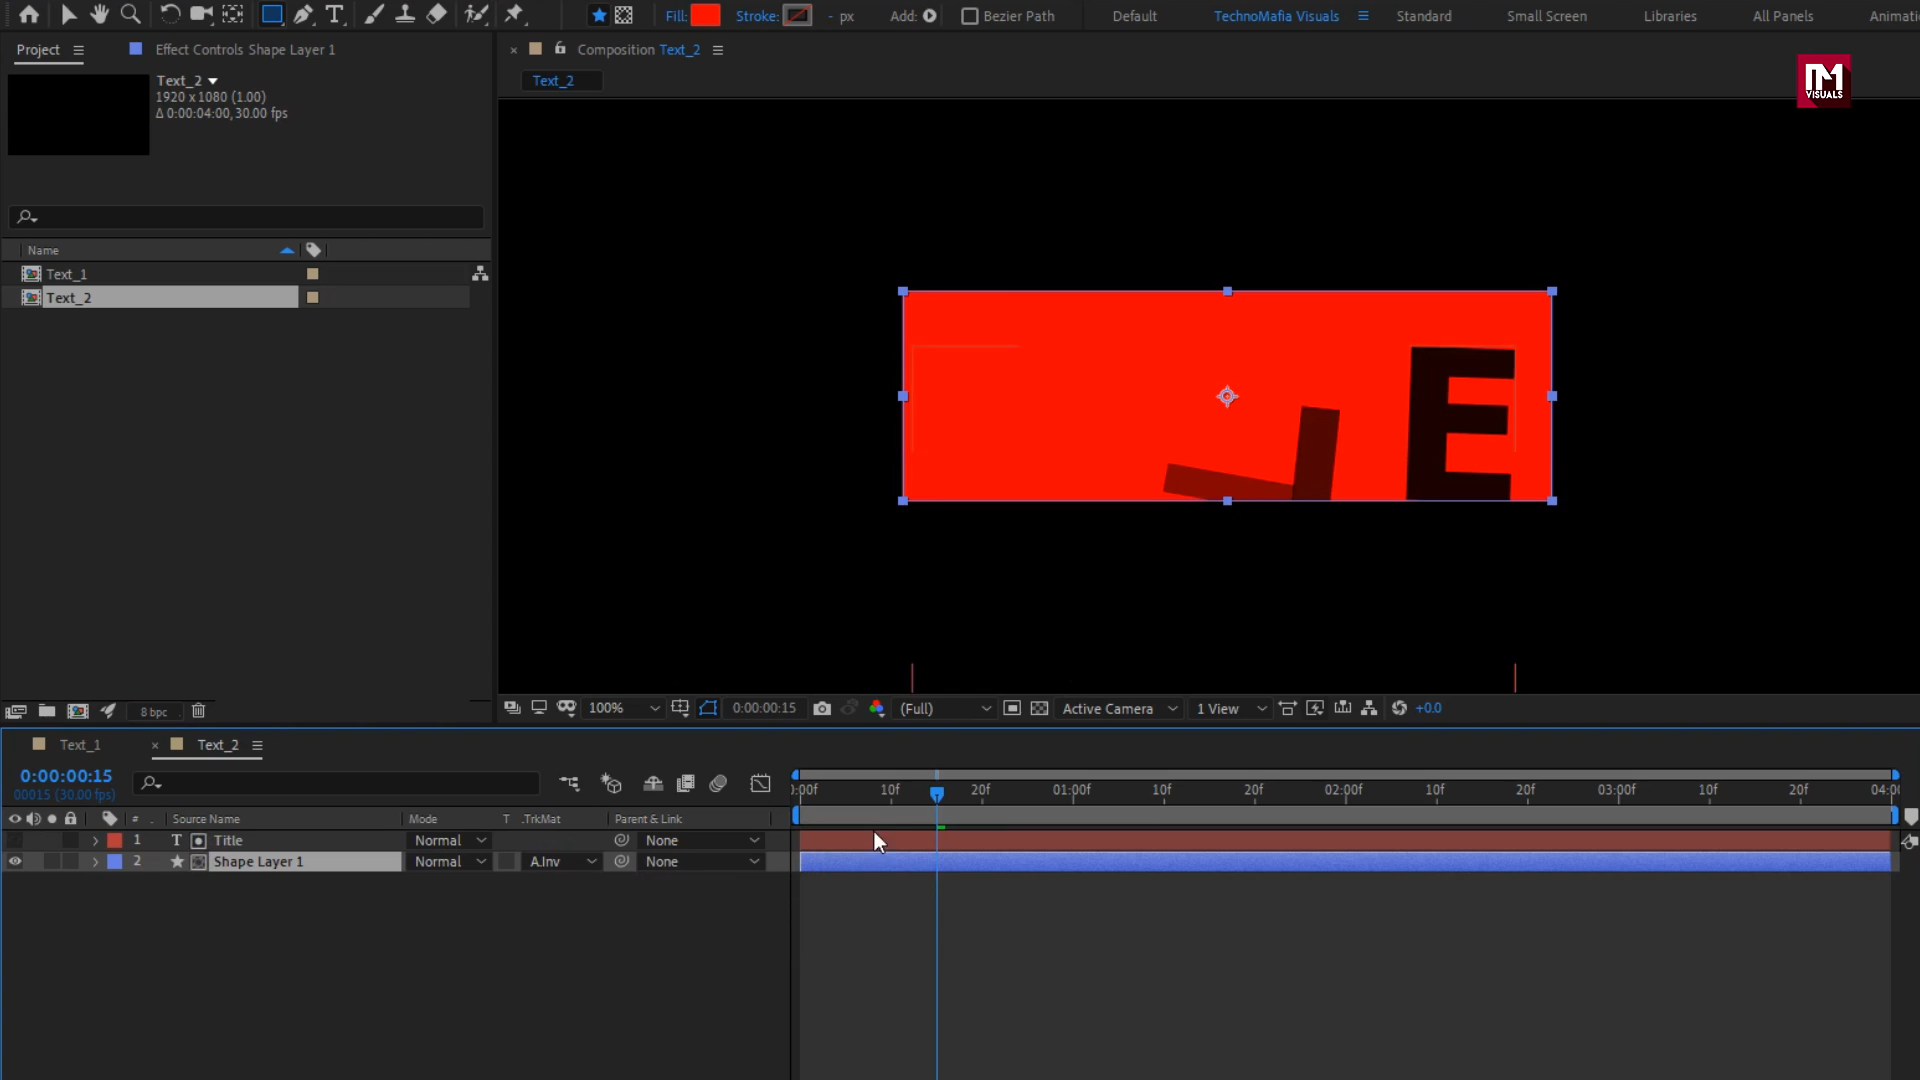 Fill: Stroke: - px Add: Bezier Path Default TechnoMafia Visuals Standard Small Screen Libraries All Panels Animati
Project Effect Controls Shape Layer 1
Composition Text_2
Text_2
Text_2
1920 x 1080 (1.00)
Δ 0:00:04:00, 30.00 fps
VISUALS
Name
Text_1
Text_2
E
8 bpc
100% 0:00:00:15 (Full) Active Camera 1 View +0.0
Text_1 Text_2
0:00:00:15
00015 (30.00 fps)
):00f 10f 20f 01:00f 10f 20f 02:00f 10f 20f 03:00f 10f 20f 04:00
# . Source Name Mode T .TrkMat Parent & Link
1 T Title Normal None
2 Shape Layer 1 Normal A.Inv None